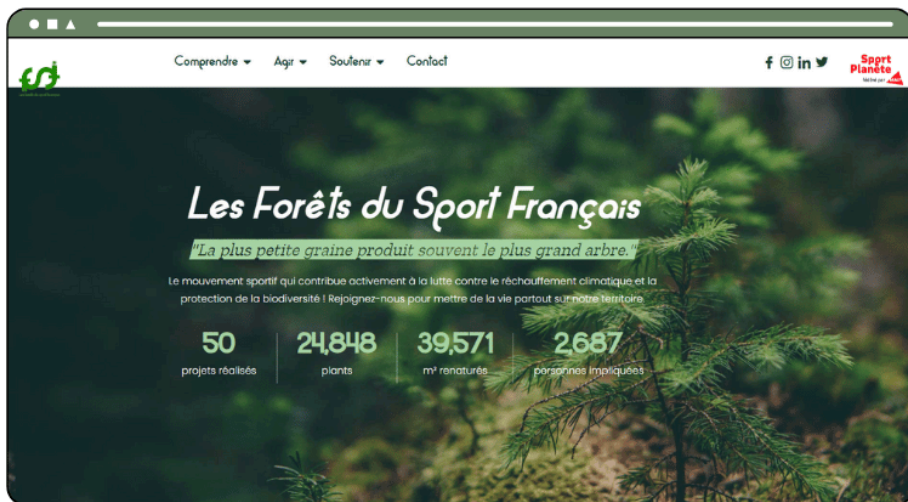 Comprendre
Agir
Soutenir
Contact
Sport
Planète
Les Forêts du Sport Français
"La plus petite graine produit souvent le plus grand arbre."
Le mouvement sportif qui contribue activement à la lutte contre le réchauffement climatique et la
protection de la biodiversité ! Rejoignez-nous pour mettre de la vie partout sur notre territoire
50
24,848
39,571
2,687
projets réalisés
plants
m² renaturés
personnes impliquées